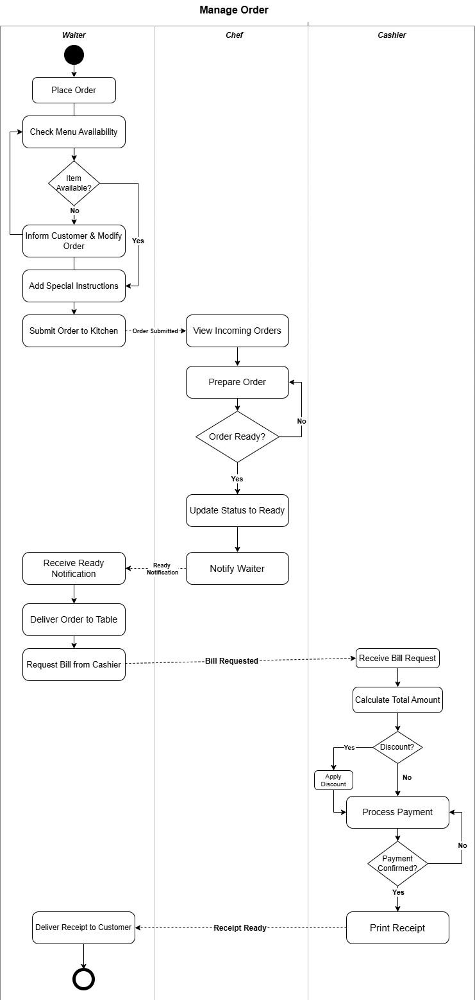 Manage Order
Waiter
Chef
Cashier
Place Order
Check Menu Availability
Item
Available?
No
Inform Customer & Modify
Order
Yes
Add Special Instructions
Submit Order to Kitchen
Order Submitted
View Incoming Orders
Prepare Order
No
Order Ready?
Yes
Update Status to Ready
Receive Ready
Notification
Ready
Notification
Notify Waiter
Deliver Order to Table
Request Bill from Cashier
Bill Requested
Receive Bill Request
Calculate Total Amount
Discount?
Yes
Apply
Discount
No
Process Payment
No
Payment
Confirmed?
Yes
Deliver Receipt to Customer
Receipt Ready
Print Receipt